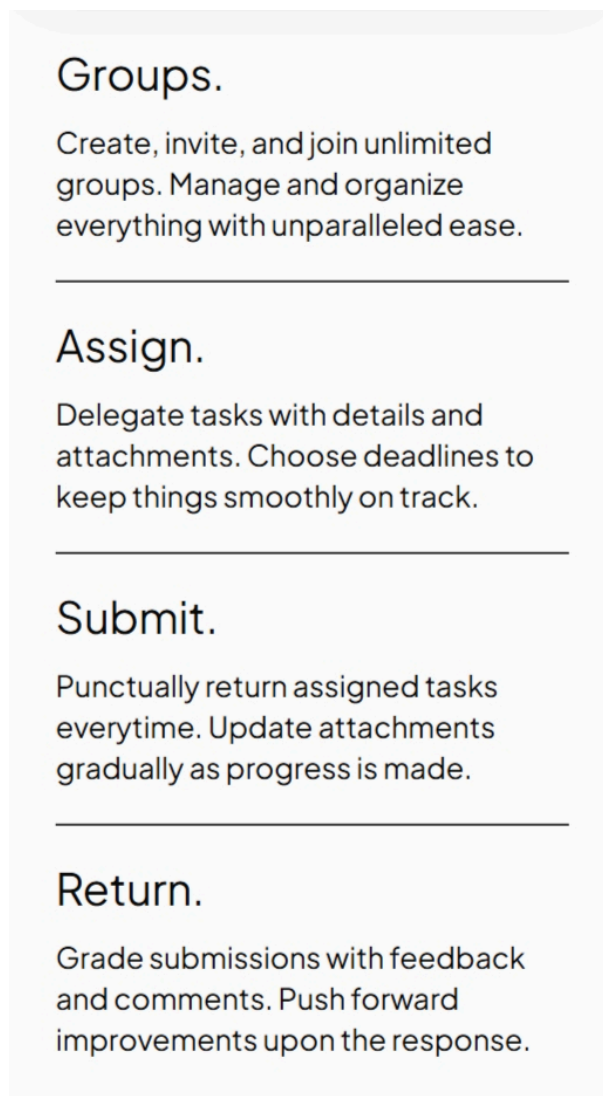 Groups.
Create, invite, and join unlimited
groups. Manage and organize
everything with unparalleled ease.
Assign.
Delegate tasks with details and
attachments. Choose deadlines to
keep things smoothly on track.
Submit.
Punctually return assigned tasks
everytime. Update attachments
gradually as progress is made.
Return.
Grade submissions with feedback
and comments. Push forward
improvements upon the response.